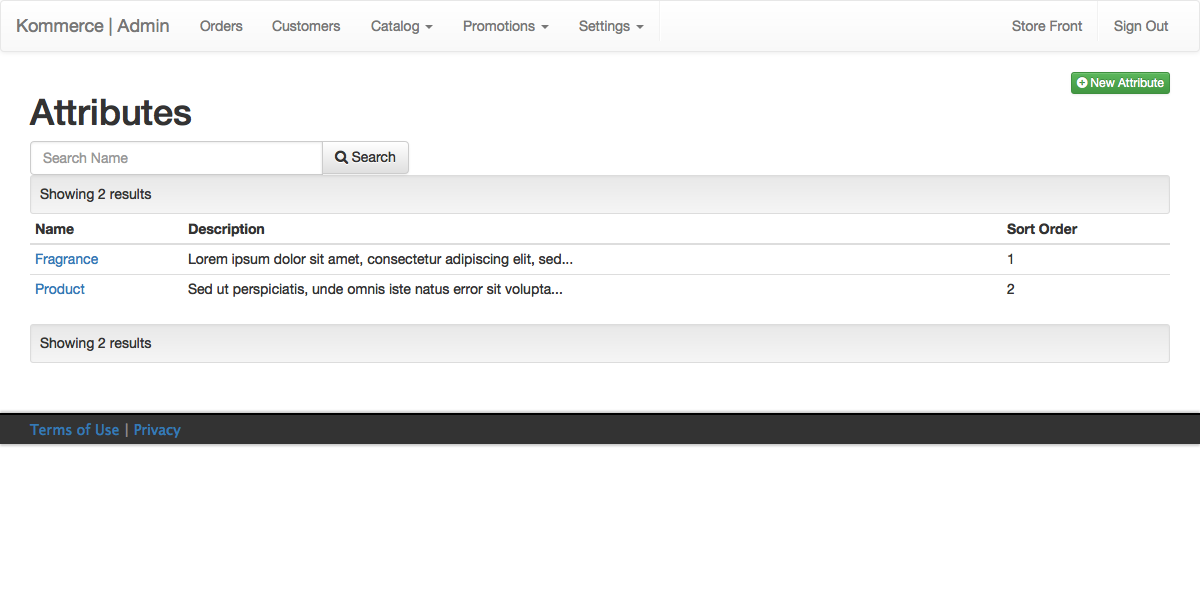 Kommerce | Admin Orders Customers Catalog Promotions Settings Store Front Sign Out
New Attribute
Attributes
Search Name Search
Showing 2 results
Name Description Sort Order
Fragrance Lorem ipsum dolor sit amet, consectetur adipiscing elit, sed... 1
Product Sed ut perspiciatis, unde omnis iste natus error sit volupta... 2
Showing 2 results
Terms of Use | Privacy